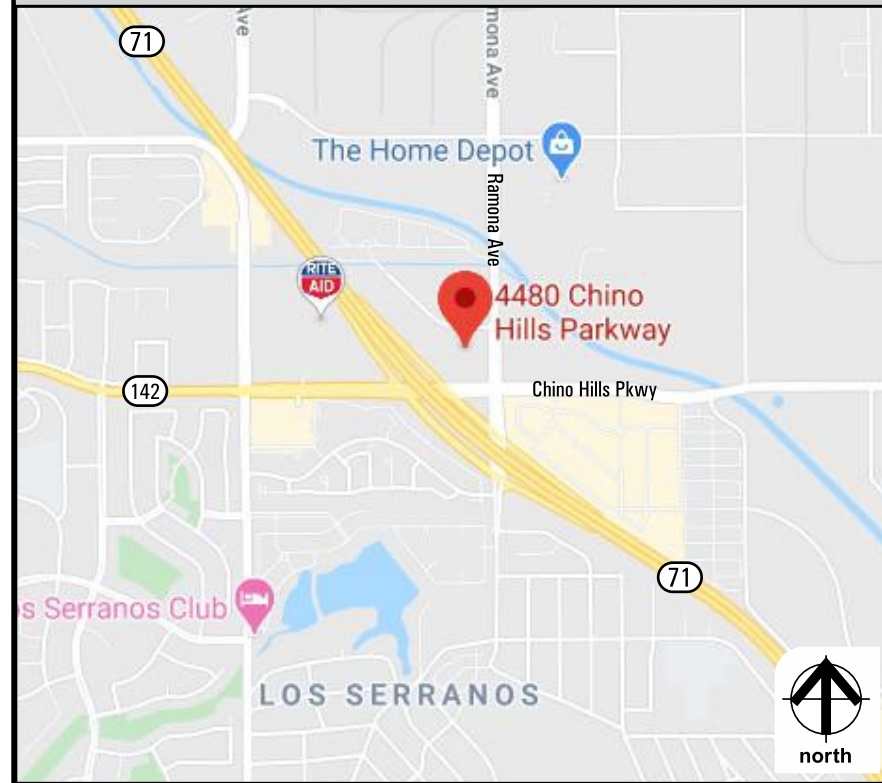 71
Ave
mona Ave
The Home Depot
Ramona Ave
RITE
AID
4480 Chino
Hills Parkway
142
Chino Hills Pkwy
71
os Serranos Club
LOS SERRANOS
north